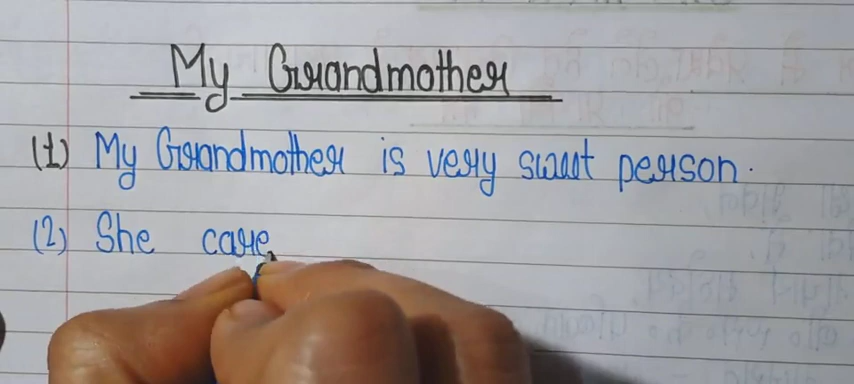 My Grandmother
(1) My Grandmother is very sweet person.
(2) She care